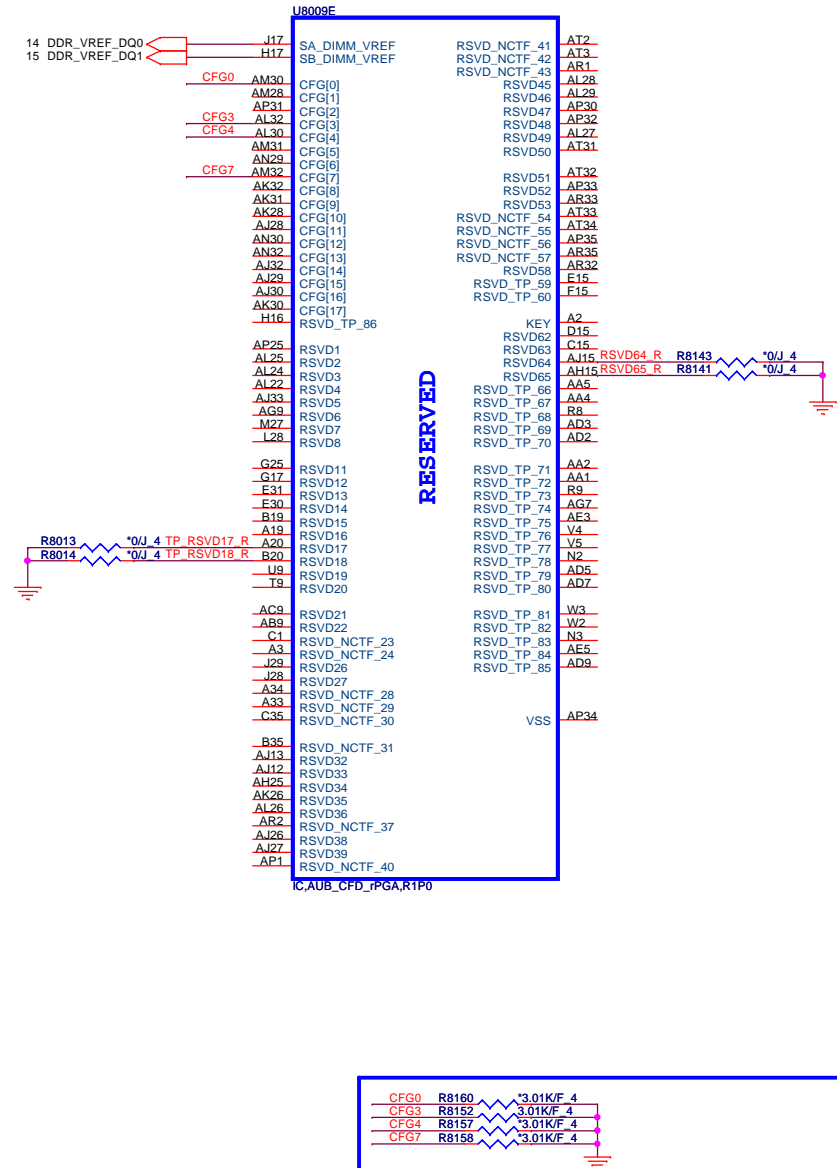 U8009E
14 DDR_VREF_DQ0 J17 SA_DIMM_VREF RSVD_NCTF_41 AT2
15 DDR_VREF_DQ1 H17 SB_DIMM_VREF RSVD_NCTF_42 AT3
RSVD_NCTF_43 AR1
CFG0 AM30 CFG[0] RSVD45 AL28
AM28 CFG[1] RSVD46 AL29
AP31 CFG[2] RSVD47 AP30
CFG3 AL32 CFG[3] RSVD48 AP32
CFG4 AL30 CFG[4] RSVD49 AL27
AM31 CFG[5] RSVD50 AT31
AN29 CFG[6]
CFG7 AM32 CFG[7] RSVD51 AT32
AK32 CFG[8] RSVD52 AP33
AK31 CFG[9] RSVD53 AR33
AK28 CFG[10] RSVD_NCTF_54 AT33
AJ28 CFG[11] RSVD_NCTF_55 AT34
AN30 CFG[12] RSVD_NCTF_56 AP35
AN32 CFG[13] RSVD_NCTF_57 AR35
AJ32 CFG[14] RSVD58 AR32
AJ29 CFG[15] RSVD_TP_59 E15
AJ30 CFG[16] RSVD_TP_60 F15
AK30 CFG[17]
H16 RSVD_TP_86 KEY A2
RSVD62 D15
AP25 RSVD1 RSVD63 C15
AL25 RSVD2 RSVD64 AJ15 RSVD64_R R8143 *0/J_4
AL24 RSVD3 RSVD65 AH15 RSVD65_R R8141 *0/J_4
AL22 RSVD4 RSVD_TP_66 AA5
AJ33 RSVD5 RSVD_TP_67 AA4
AG9 RSVD6 RSVD_TP_68 R8
M27 RSVD7 RSVD_TP_69 AD3
L28 RSVD8 RSVD_TP_70 AD2
RESERVED
G25 RSVD11 RSVD_TP_71 AA2
G17 RSVD12 RSVD_TP_72 AA1
E31 RSVD13 RSVD_TP_73 R9
E30 RSVD14 RSVD_TP_74 AG7
B19 RSVD15 RSVD_TP_75 AE3
A19 RSVD16 RSVD_TP_76 V4
R8013 *0/J_4 TP_RSVD17_R A20 RSVD17 RSVD_TP_77 V5
R8014 *0/J_4 TP_RSVD18_R B20 RSVD18 RSVD_TP_78 N2
U9 RSVD19 RSVD_TP_79 AD5
T9 RSVD20 RSVD_TP_80 AD7
AC9 RSVD21 RSVD_TP_81 W3
AB9 RSVD22 RSVD_TP_82 W2
C1 RSVD_NCTF_23 RSVD_TP_83 N3
A3 RSVD_NCTF_24 RSVD_TP_84 AE5
J29 RSVD26 RSVD_TP_85 AD9
J28 RSVD27
A34 RSVD_NCTF_28
A33 RSVD_NCTF_29
C35 RSVD_NCTF_30 VSS AP34
B35 RSVD_NCTF_31
AJ13 RSVD32
AJ12 RSVD33
AH25 RSVD34
AK26 RSVD35
AL26 RSVD36
AR2 RSVD_NCTF_37
AJ26 RSVD38
AJ27 RSVD39
AP1 RSVD_NCTF_40
IC,AUB_CFD_rPGA,R1P0
CFG0 R8160 *3.01K/F_4
CFG3 R8152 3.01K/F_4
CFG4 R8157 *3.01K/F_4
CFG7 R8158 *3.01K/F_4